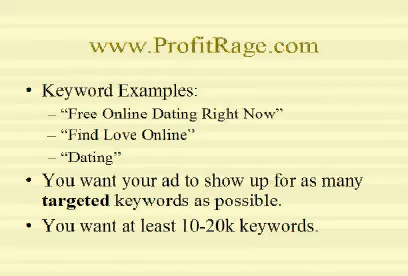 www.ProfitRage.com
• Keyword Examples:
– “Free Online Dating Right Now”
– “Find Love Online”
– “Dating”
• You want your ad to show up for as many
targeted keywords as possible.
• You want at least 10-20k keywords.